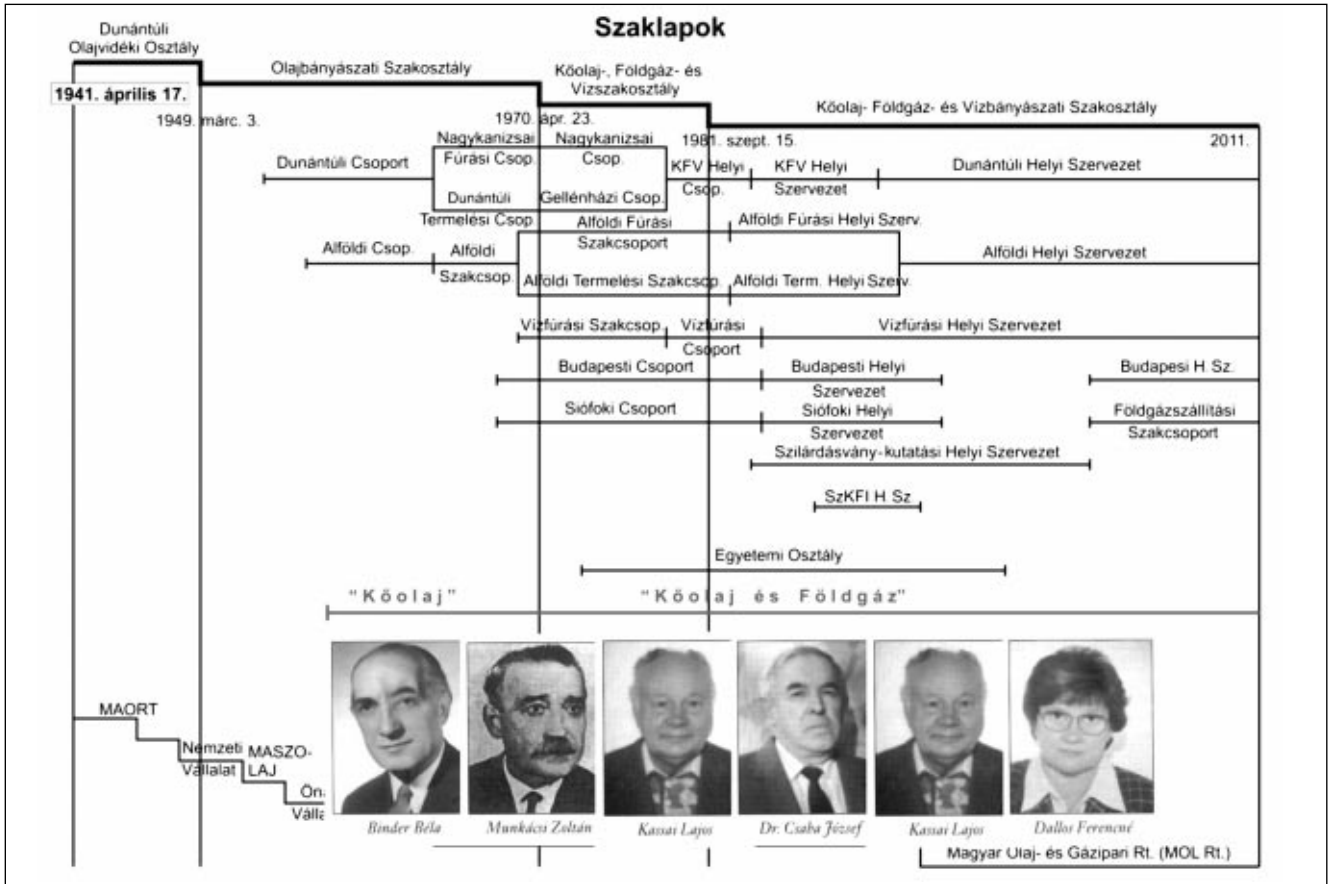 Szaklapok
Dunántúli
Olajvidéki Osztály
Olajbányászati Szakosztály
Kőolaj-, Földgáz- és
Vízszakosztály
Kőolaj- Földgáz- és Vízbányászati Szakosztály
1941. április 17.
1949. márc. 3.
1970. ápr. 23.
1981. szept. 15.
2011.
Dunántúli Csoport
Nagykanizsai
Fúrási Csop.
Nagykanizsai
Csop.
Dunántúli
Termelési Csop.
Gellénházi Csop.
KFV Helyi
Csop.
KFV Helyi
Szervezet
Dunántúli Helyi Szervezet
Alföldi Csop.
Alföldi
Szakcsop.
Alföldi Fúrási
Szakcsoport
Alföldi Fúrási Helyi Szerv.
Alföldi Termelési Szakcsop.
Alföldi Term. Helyi Szerv.
Alföldi Helyi Szervezet
Vízfúrási Szakcsop.
Vízfúrási
Csoport
Vízfúrási Helyi Szervezet
Budapesti Csoport
Budapesti Helyi
Szervezet
Budapesi H. Sz.
Siófoki Csoport
Siófoki Helyi
Szervezet
Földgázszállítási
Szakcsoport
Szilárdásvány-kutatási Helyi Szervezet
SzKFI H Sz
Egyetemi Osztály
"Kőolaj"
"Kőolaj és Földgáz"
MAORT
Nemzeti
Vállalat
MASZO-
LAJ
Binder Béla
Munkácsi Zoltán
Kassai Lajos
Dr. Csaba József
Kassai Lajos
Dallos Ferencné
Magyar Olaj- és Gázipari Rt. (MOL Rt.)